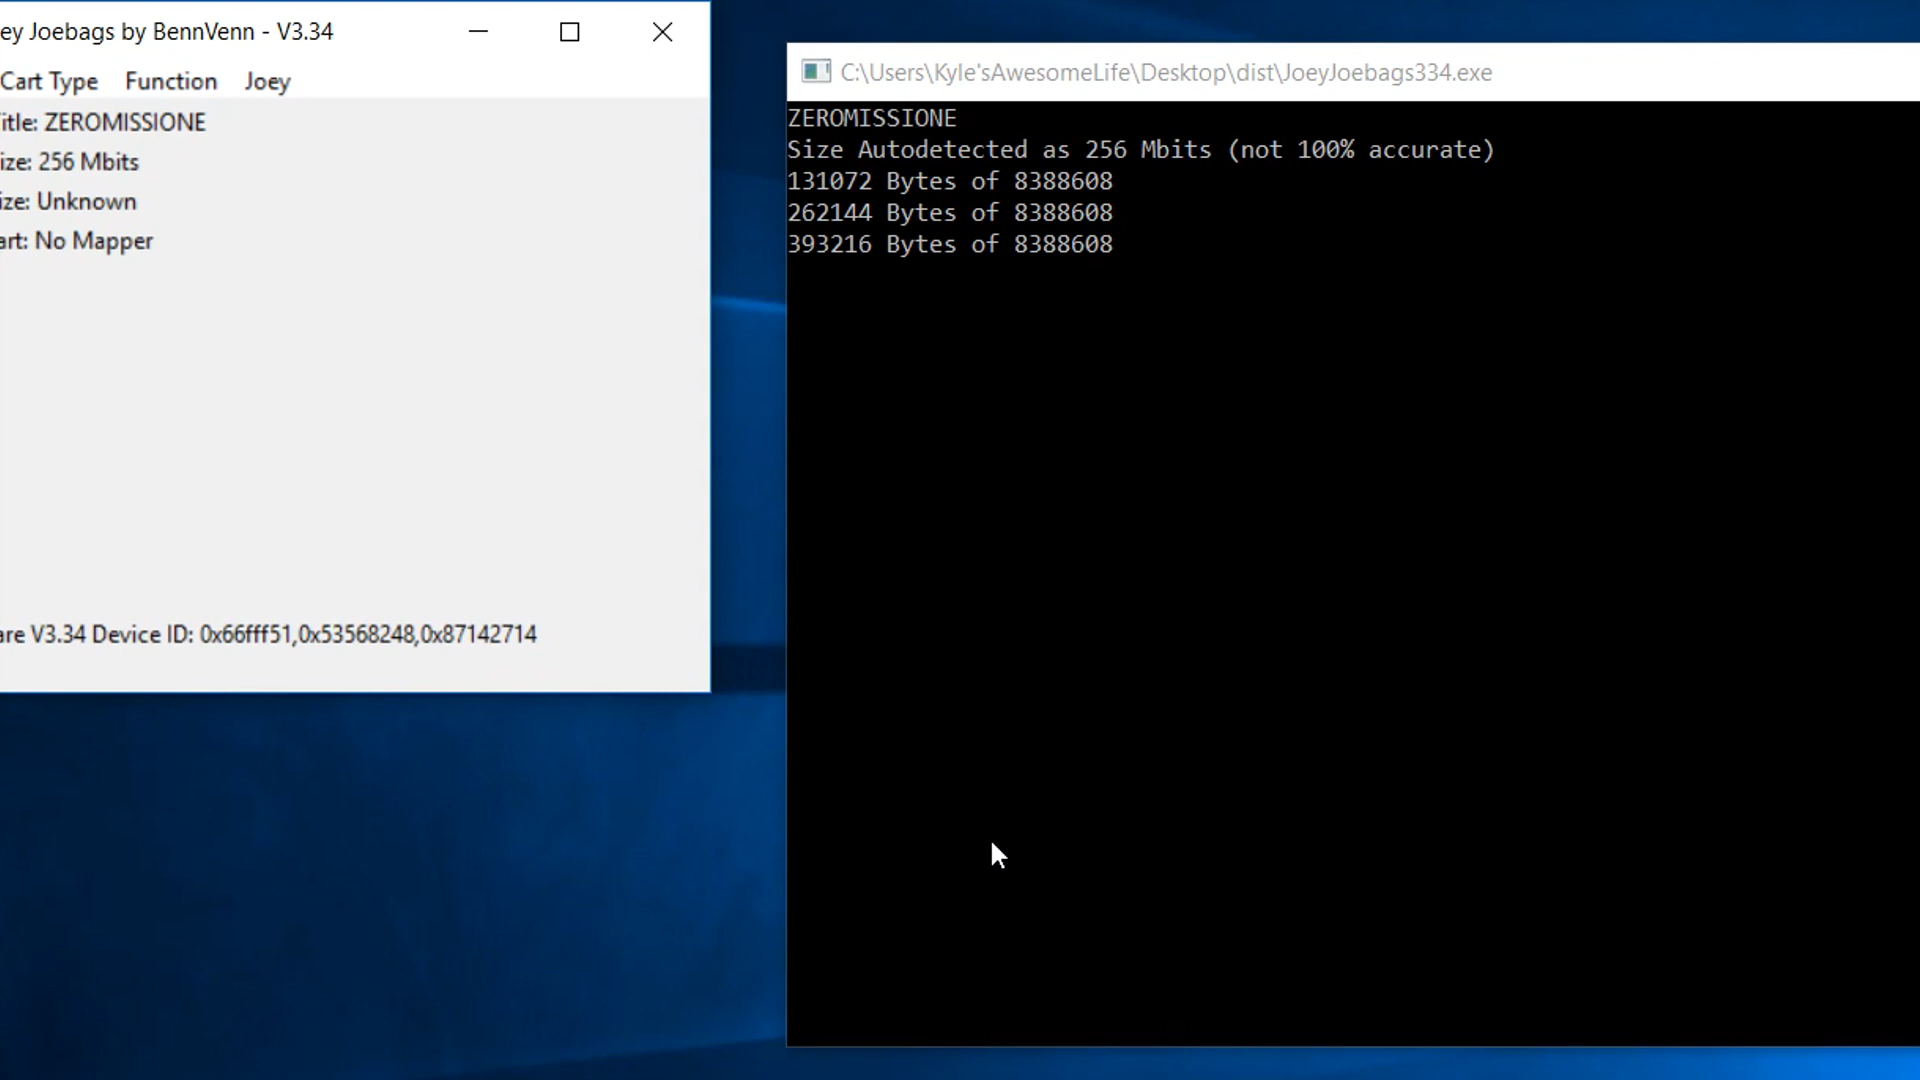 ey Joebags by BennVenn - V3.34
Cart Type Function Joey
itle: ZEROMISSIONE
ize: 256 Mbits
ize: Unknown
art: No Mapper
are V3.34 Device ID: 0x66fff51,0x53568248,0x87142714
C:\Users\Kyle'sAwesomeLife\Desktop\dist\JoeyJoebags334.exe
ZEROMISSIONE
Size Autodetected as 256 Mbits (not 100% accurate)
131072 Bytes of 8388608
262144 Bytes of 8388608
393216 Bytes of 8388608